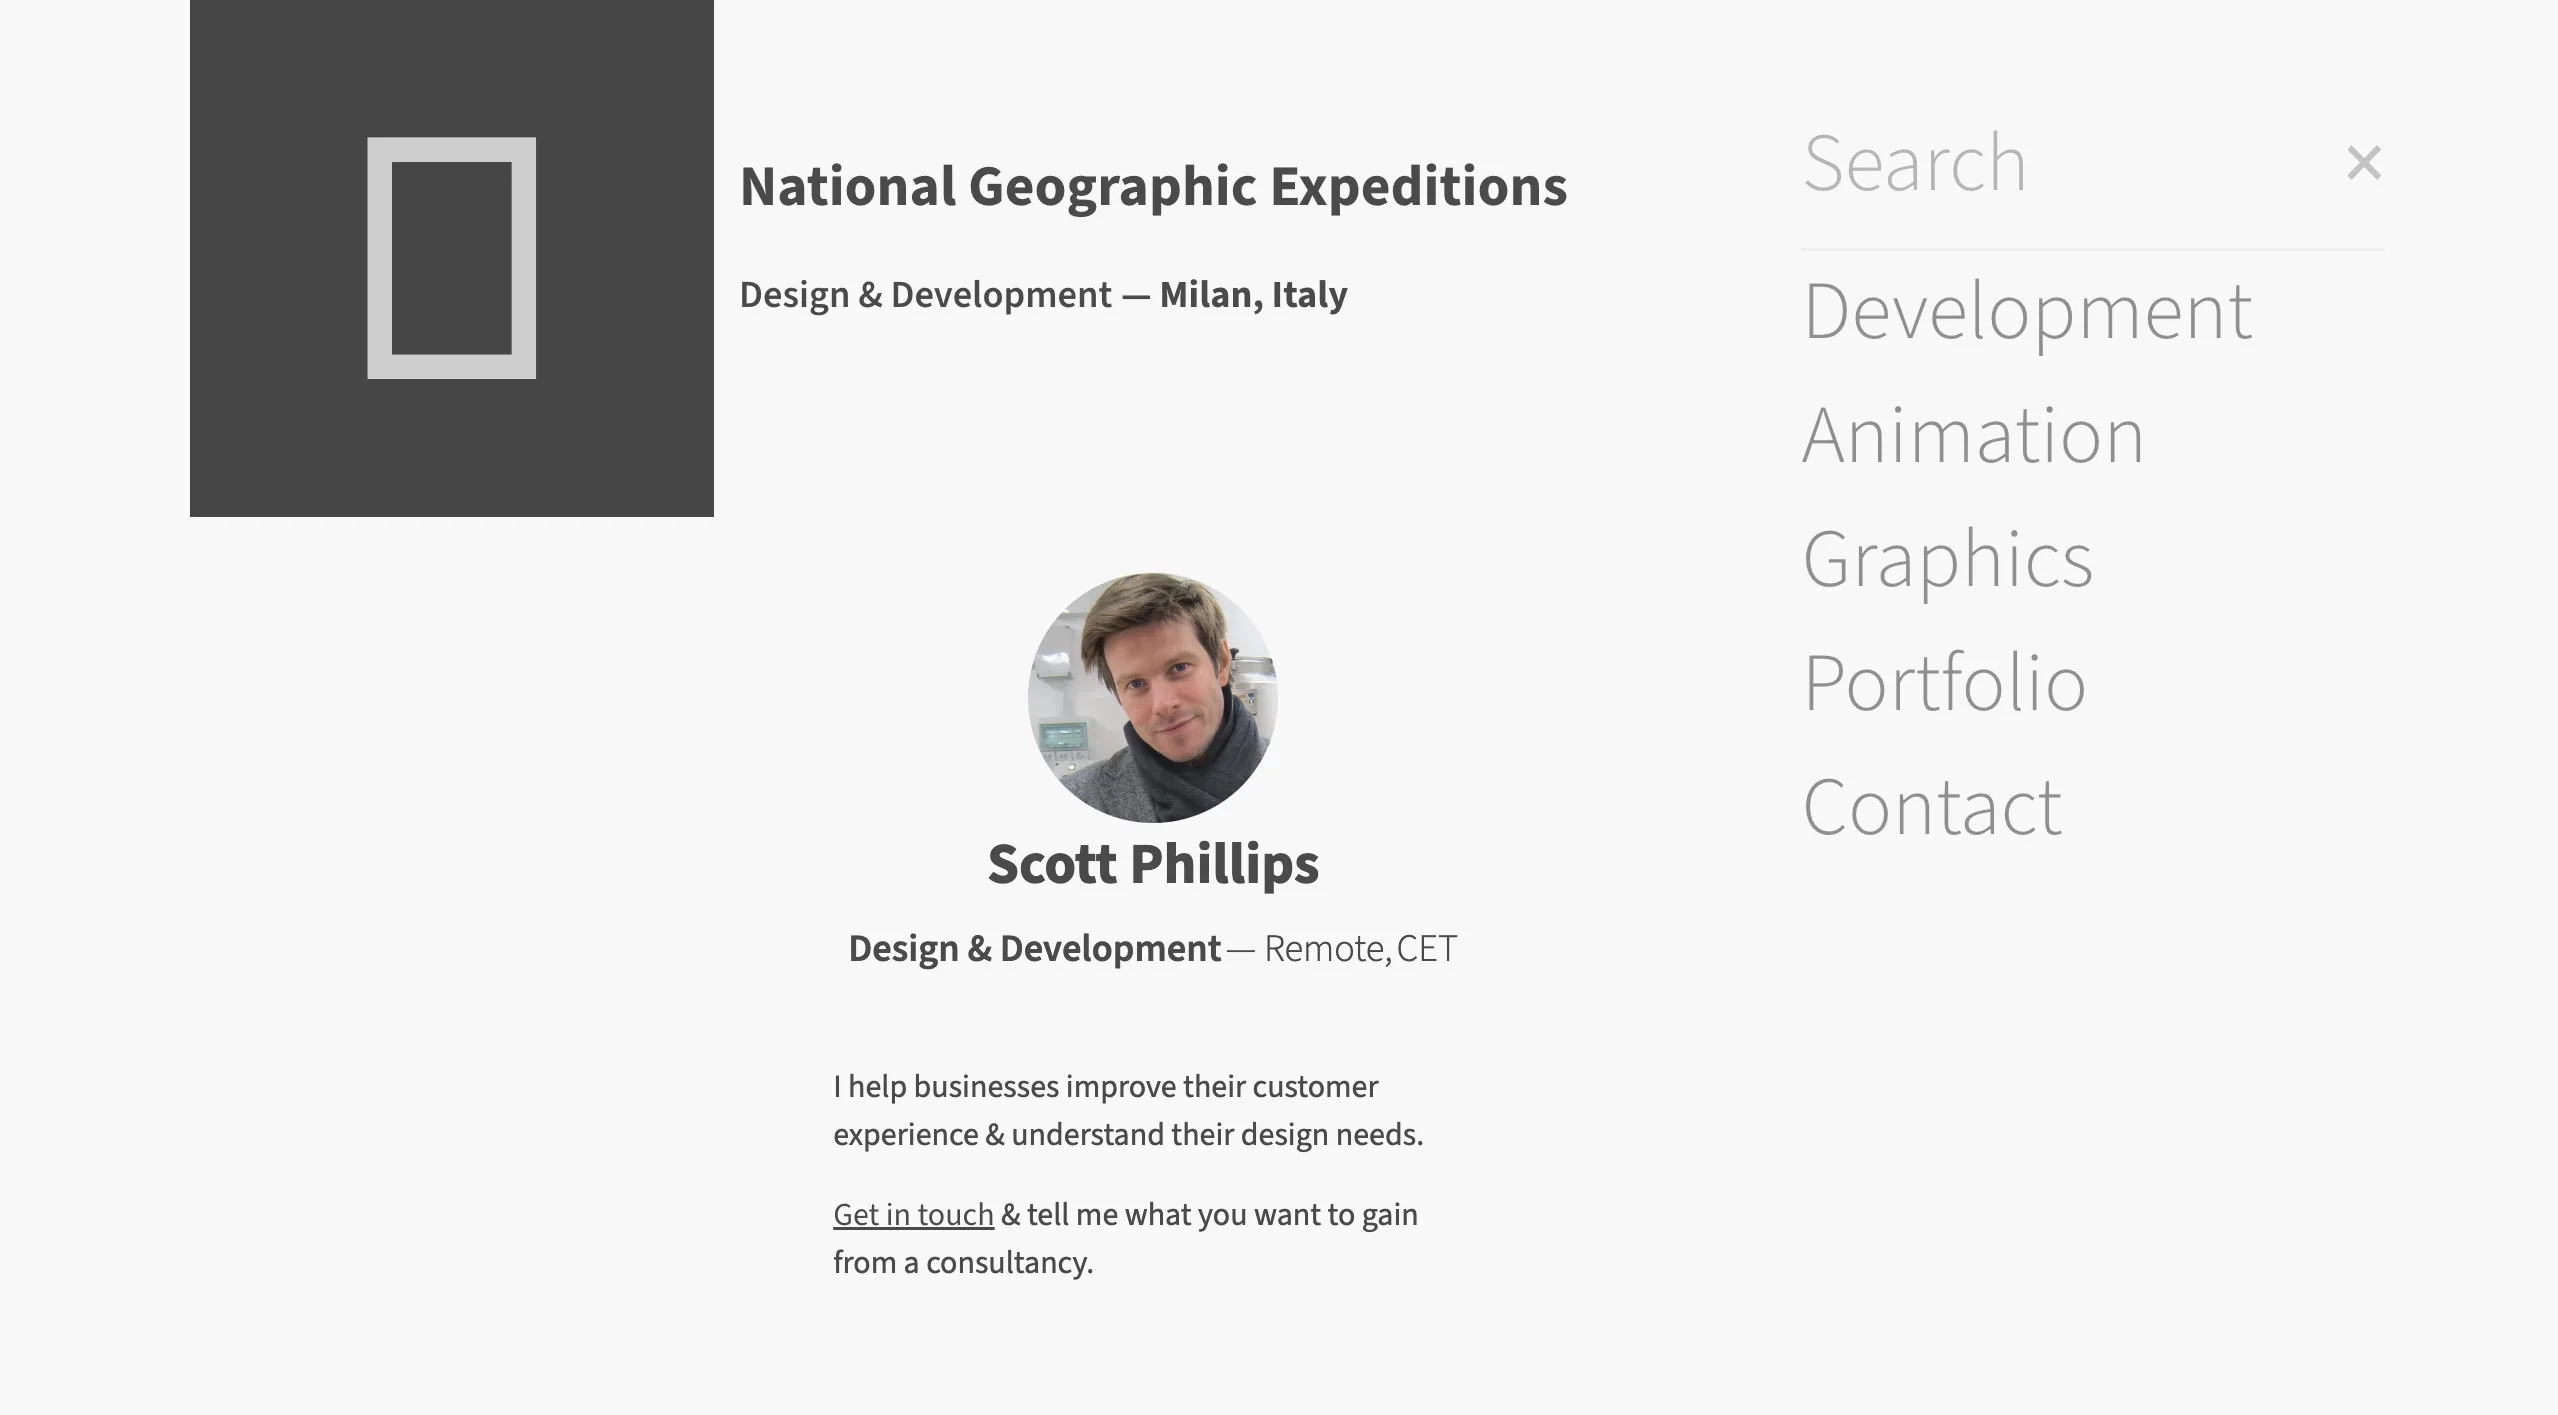 National Geographic Expeditions
Design & Development — Milan, Italy
Scott Phillips
Design & Development — Remote, CET
I help businesses improve their customer
experience & understand their design needs.
Get in touch & tell me what you want to gain
from a consultancy.
Search ×
Development
Animation
Graphics
Portfolio
Contact